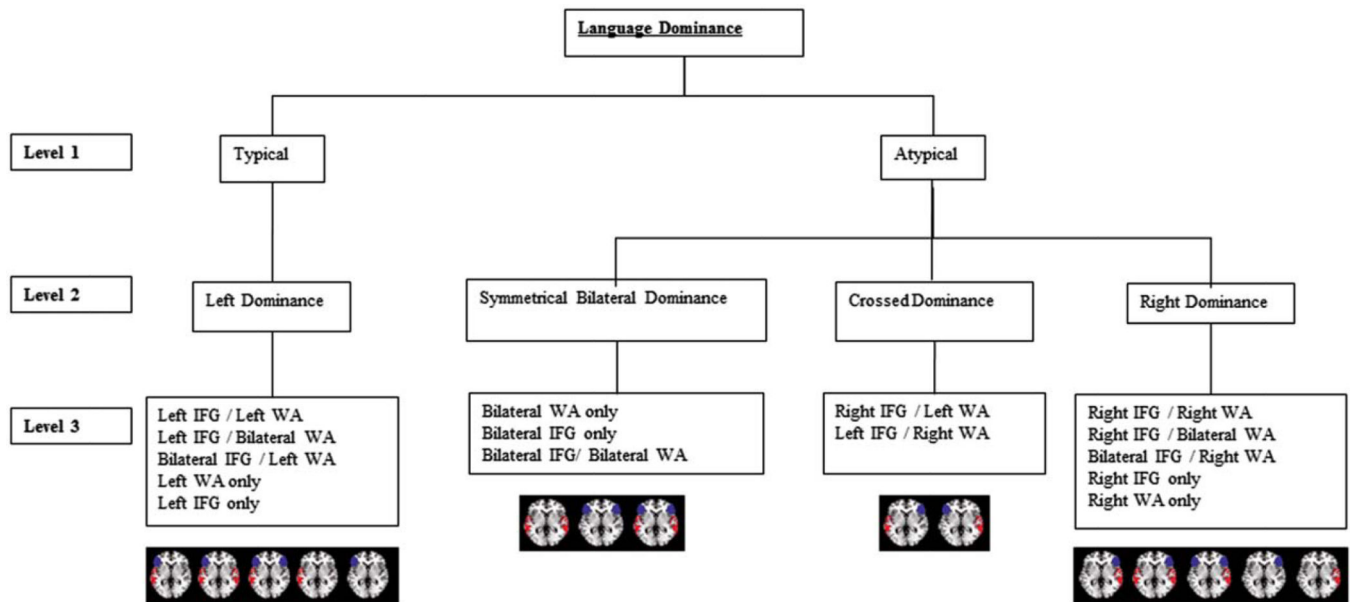 Language Dominance
Level 1
Typical
Atypical
Level 2
Left Dominance
Symmetrical Bilateral Dominance
Crossed Dominance
Right Dominance
Level 3
Left IFG / Left WA
Left IFG / Bilateral WA
Bilateral IFG / Left WA
Left WA only
Left IFG only
Bilateral WA only
Bilateral IFG only
Bilateral IFG/ Bilateral WA
Right IFG / Left WA
Left IFG / Right WA
Right IFG / Right WA
Right IFG / Bilateral WA
Bilateral IFG / Right WA
Right IFG only
Right WA only